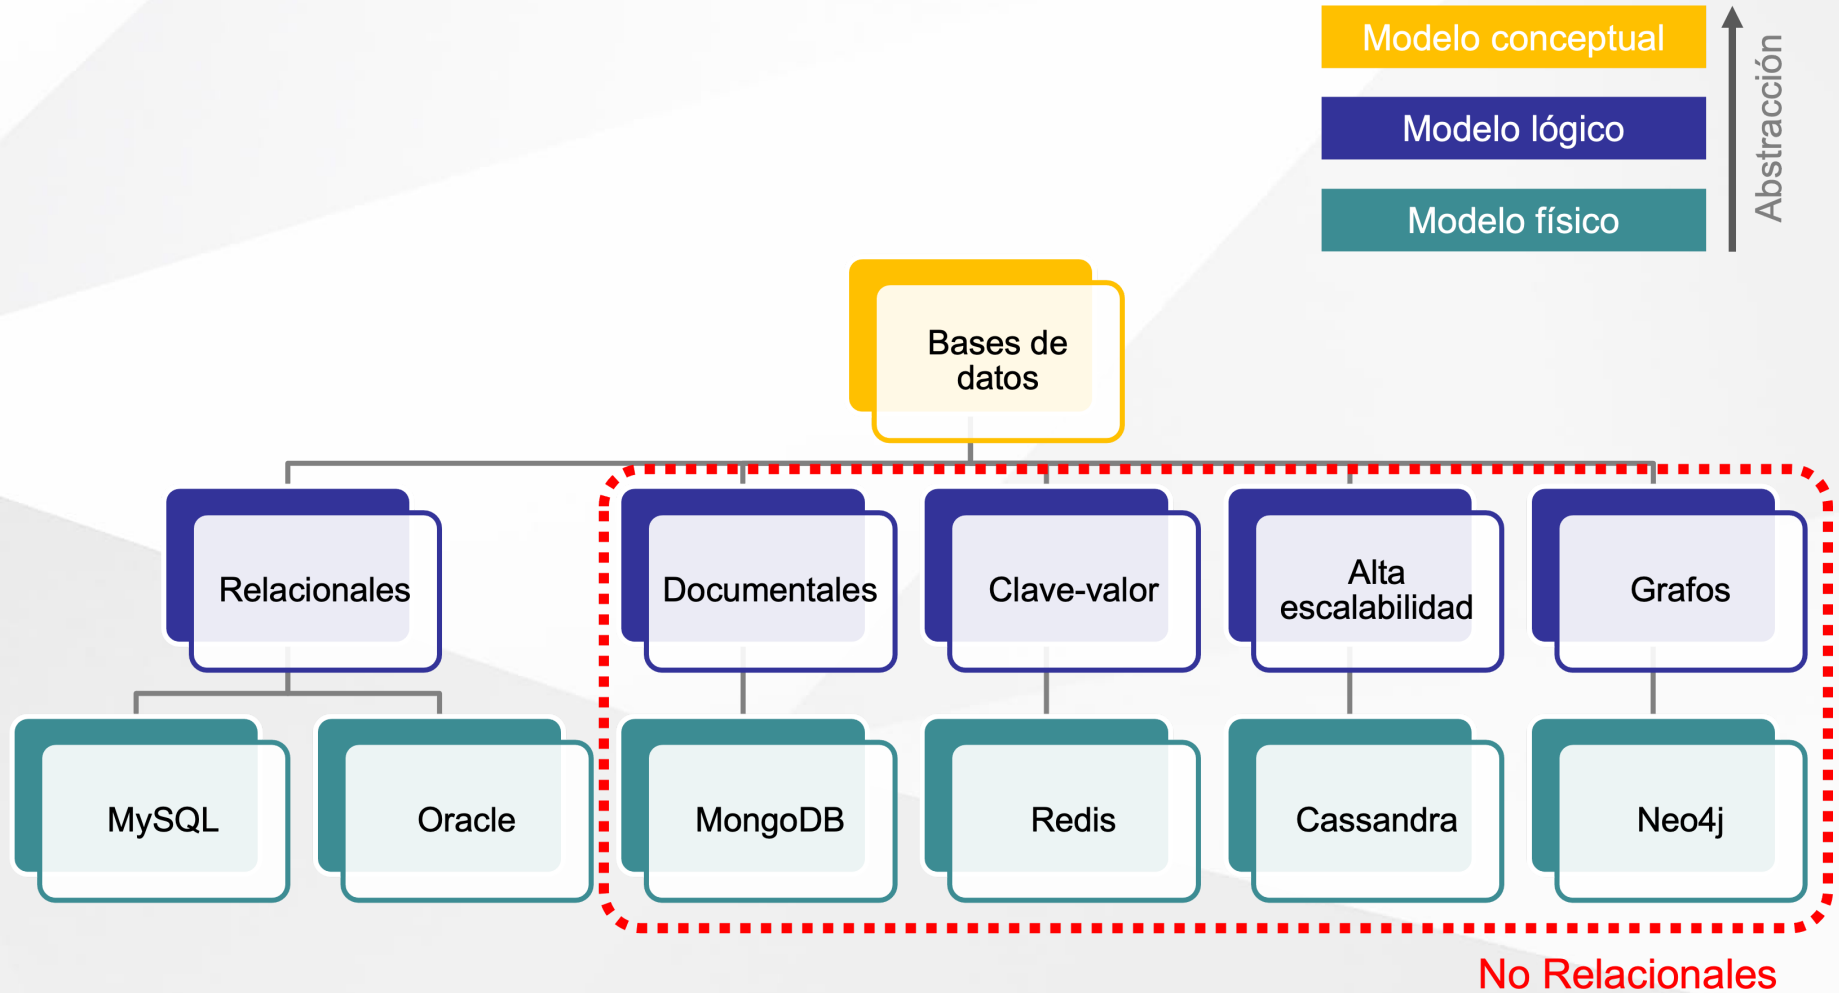 Modelo conceptual
Modelo lógico
Modelo físico
Abstracción
Bases de
datos
Relacionales
Documentales
Clave-valor
Alta
escalabilidad
Grafos
MySQL
Oracle
MongoDB
Redis
Cassandra
Neo4j
No Relacionales